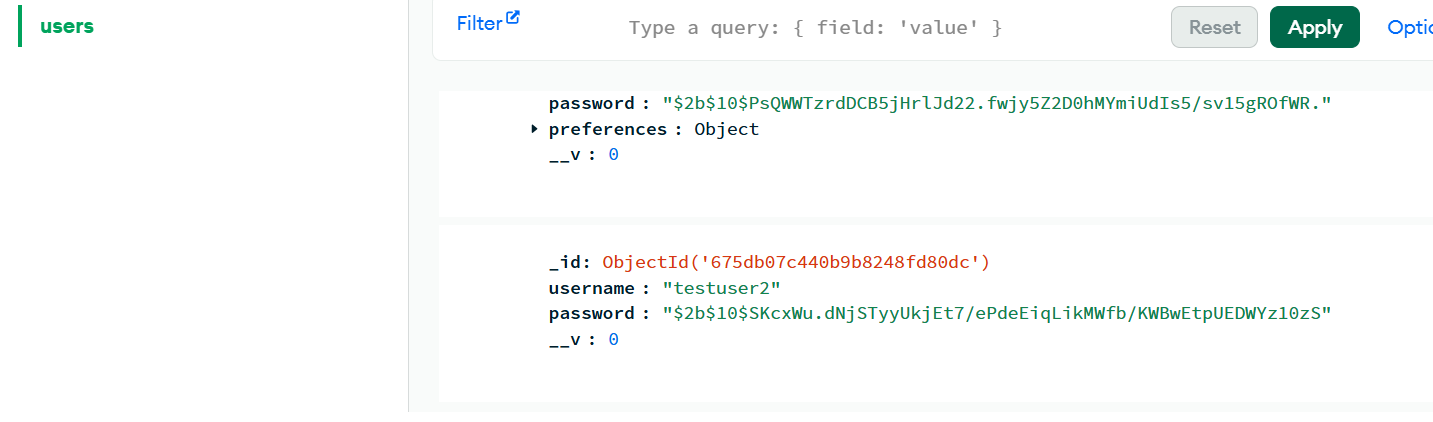 users
Filter
Type a query: { field: 'value' }
Reset
Apply
Optio
password : "$2b$10$PsQWWTzrdDCB5jHrlJd22.fwjy5Z2D0hMYmiUdIs5/sv15gROfWR."
preferences : Object
__v : 0
_id: ObjectId('675db07c440b9b8248fd80dc')
username : "testuser2"
password : "$2b$10$SKcxWu.dNjSTyyUkjEt7/ePdeEiqLikMWfb/KWBwEtpUEDWYz10zS"
__v : 0